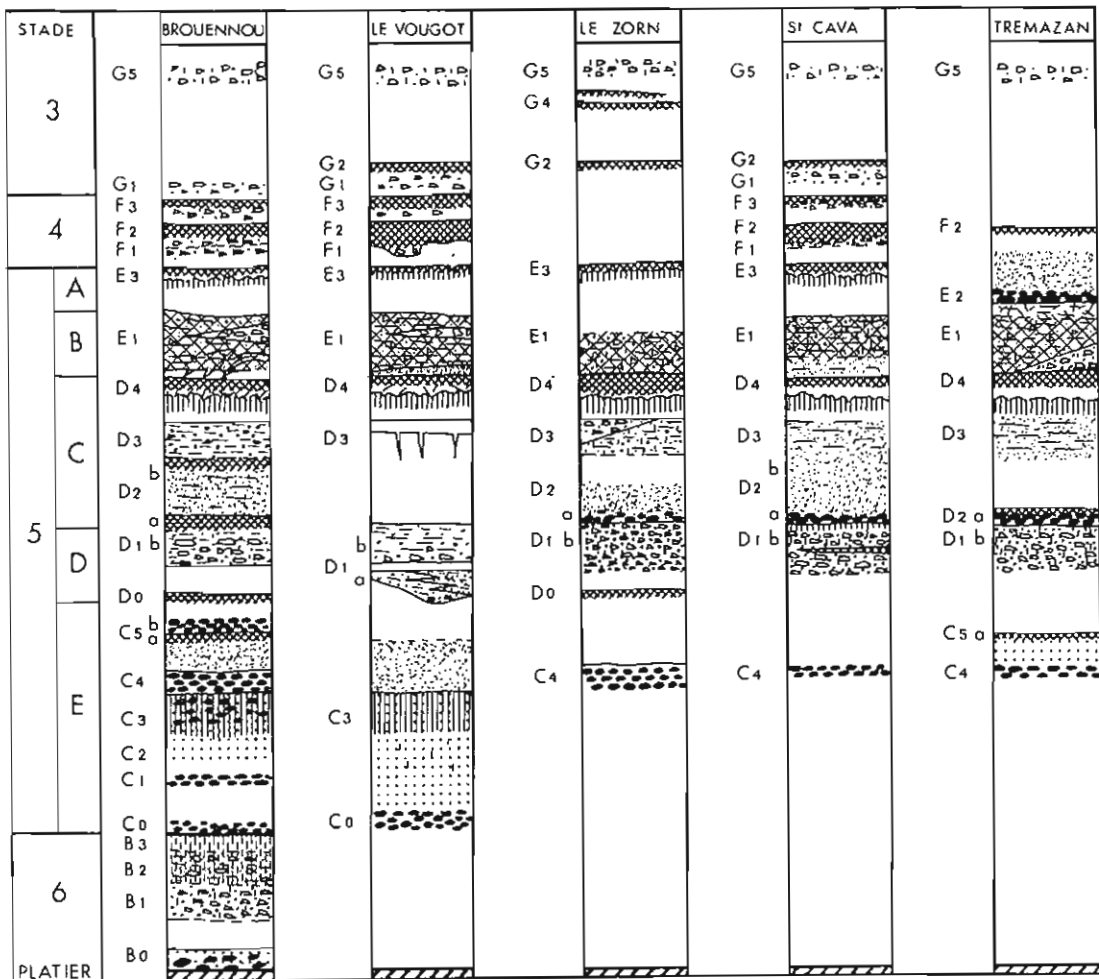 STADE BROUENNOU LE VOUGOT LE ZORN St CAVA TREMAZAN
G5 G5 G5 G5 G5
G4
3
G2 G2 G2
G1 G1 G1
F3 F3 F3
4
F2 F2 F2 F2
F1 F1 F1
E3 E3 E3 E3
A
E2
B
E1 E1 E1 E1 E1
D4 D4 D4 D4 D4
C
D3 D3 D3 D3 D3
b b
D2 D2 D2
a a a D2 a
5
D1 b b D1 b D1 b D1 b
D
D1
a
D0 D0
b
C5 C5 a
a
C4 C4 C4 C4
E
C3 C3
C2
C1
C0 C0
B3
B2
6
B1
B0
PLATIER